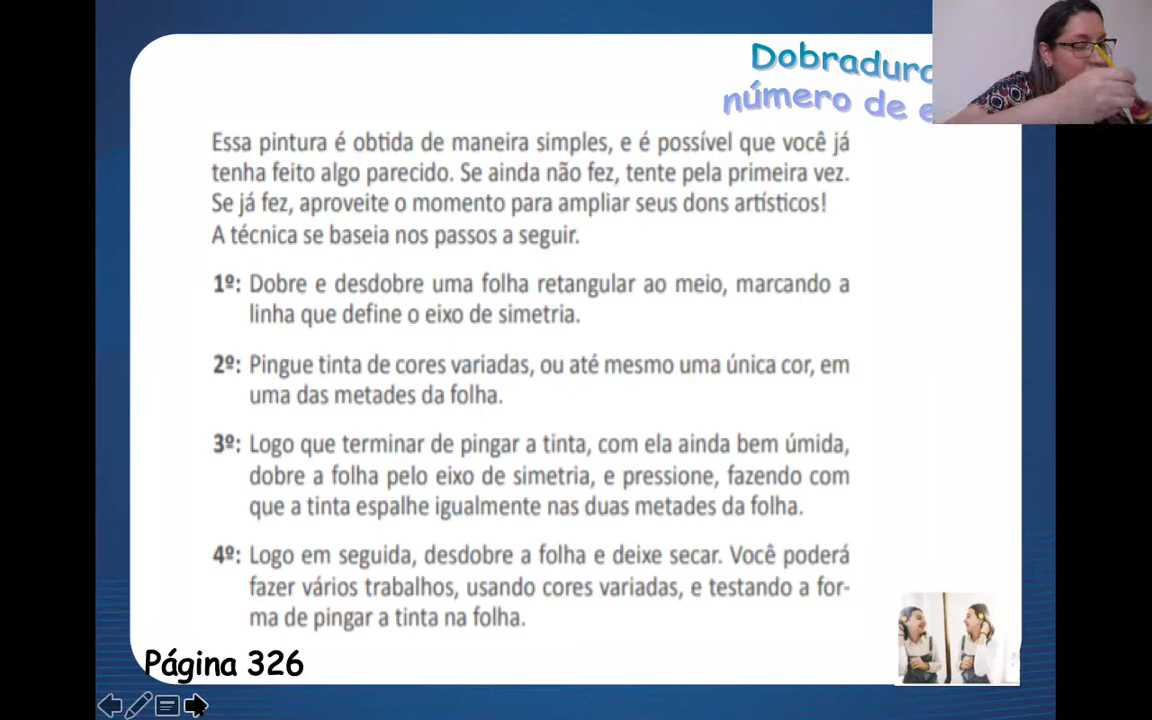 Dobradura
número de e
Essa pintura é obtida de maneira simples, e é possível que você já
tenha feito algo parecido. Se ainda não fez, tente pela primeira vez.
Se já fez, aproveite o momento para ampliar seus dons artísticos!
A técnica se baseia nos passos a seguir.
1º: Dobre e desdobre uma folha retangular ao meio, marcando a
linha que define o eixo de simetria.
2º: Pingue tinta de cores variadas, ou até mesmo uma única cor, em
uma das metades da folha.
3º: Logo que terminar de pingar a tinta, com ela ainda bem úmida,
dobre a folha pelo eixo de simetria, e pressione, fazendo com
que a tinta espalhe igualmente nas duas metades da folha.
4º: Logo em seguida, desdobre a folha e deixe secar. Você poderá
fazer vários trabalhos, usando cores variadas, e testando a for-
ma de pingar a tinta na folha.
Página 326